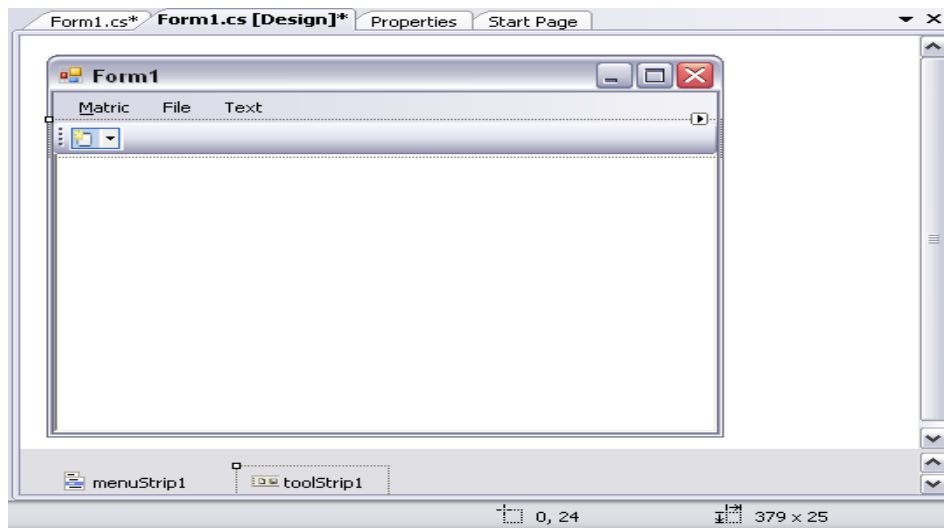 Form1.cs* Form1.cs [Design]* Properties Start Page
Form1
Matric File Text
menuStrip1 toolStrip1
0, 24 379 x 25